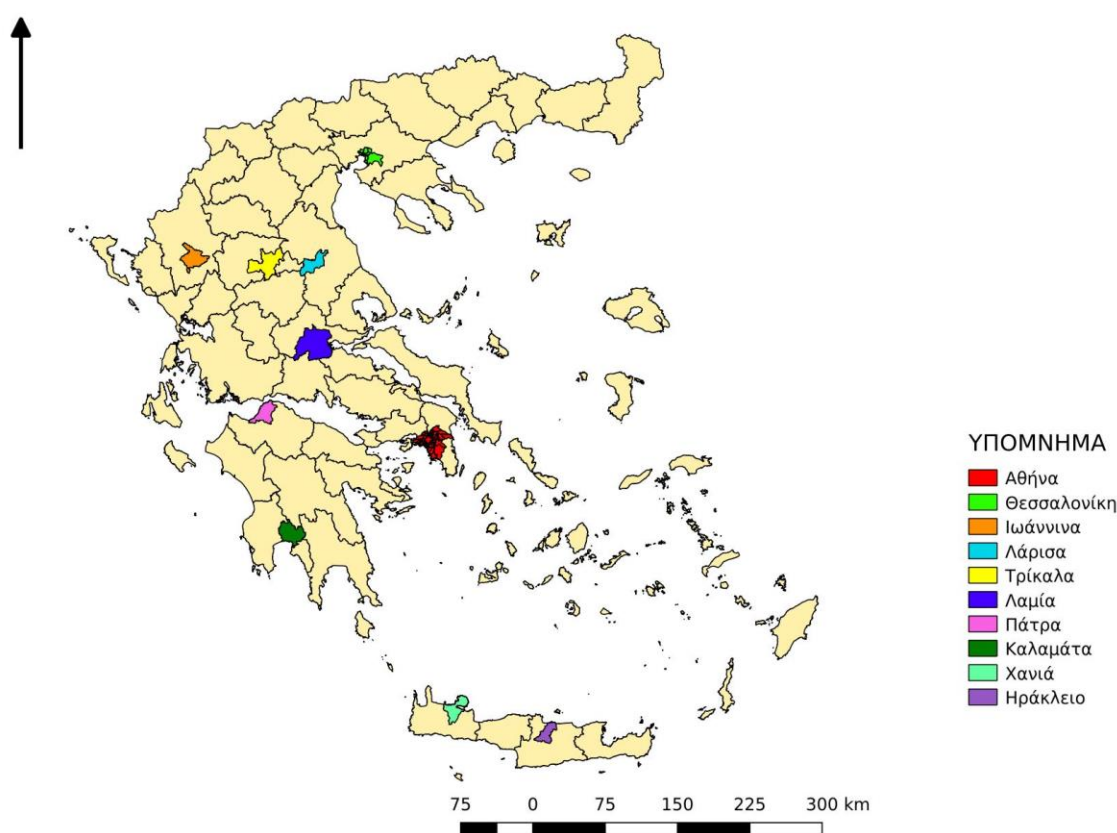 ΥΠΟΜΝΗΜΑ
Αθήνα
Θεσσαλονίκη
Ιωάννινα
Λάρισα
Τρίκαλα
Λαμία
Πάτρα
Καλαμάτα
Χανιά
Ηράκλειο
75 0 75 150 225 300 km